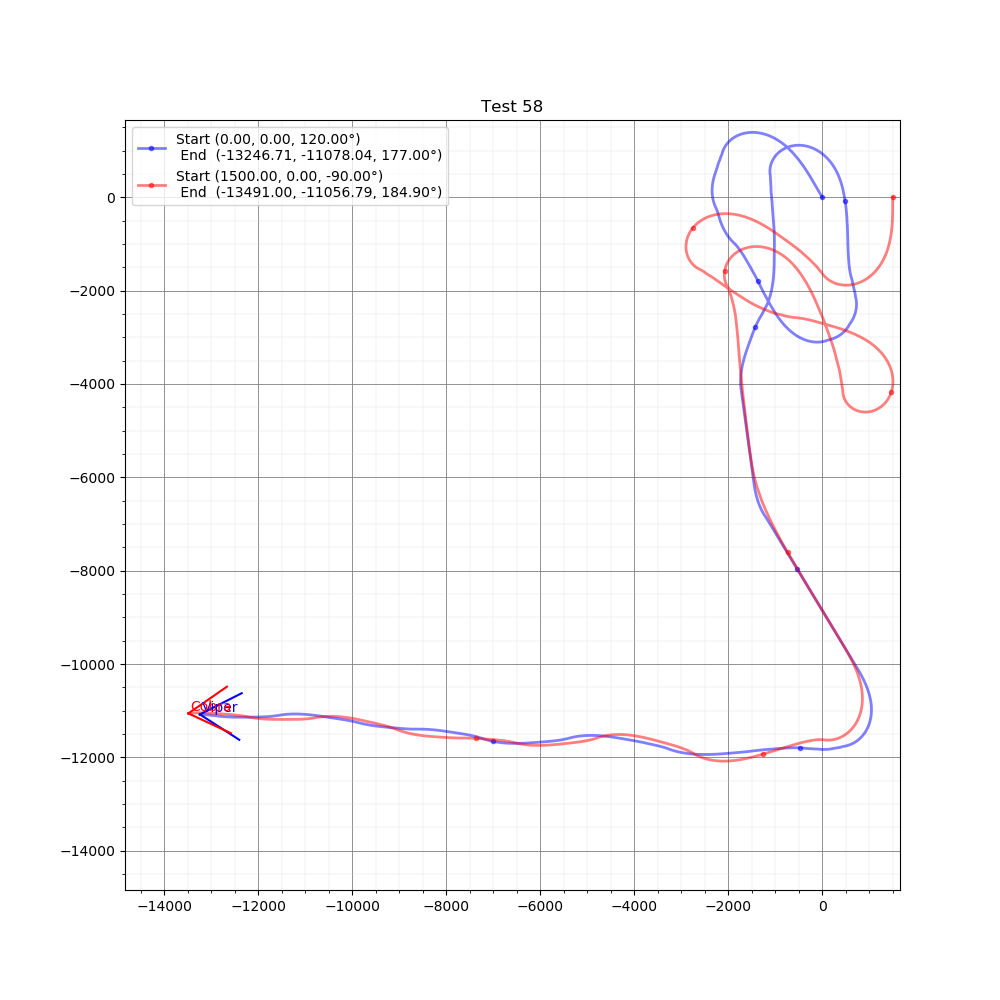 Test 58
Start (0.00, 0.00, 120.00°)
End (-13246.71, -11078.04, 177.00°)
Start (1500.00, 0.00, -90.00°)
End (-13491.00, -11056.79, 184.90°)
0
−2000
−4000
−6000
−8000
−10000
−12000
−14000
−14000 −12000 −10000 −8000 −6000 −4000 −2000 0